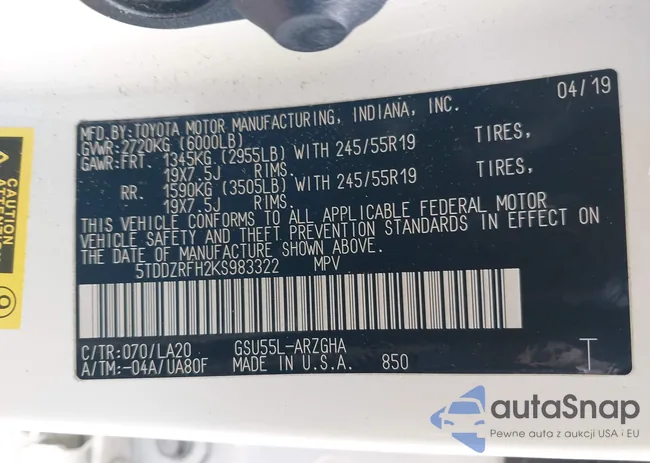 04/19
MFD.BY:TOYOTA MOTOR MANUFACTURING, INDIANA, INC.
GVWR:2720KG (6000LB)
GAWR:FRT. 1345KG (2955LB) WITH 245/55R19 TIRES,
19X7.5J RIMS.
RR. 1590KG (3505LB) WITH 245/55R19 TIRES,
19X7.5J RIMS.
THIS VEHICLE CONFORMS TO ALL APPLICABLE FEDERAL MOTOR
VEHICLE SAFETY AND THEFT PREVENTION STANDARDS IN EFFECT ON
THE DATE OF MANUFACTURE SHOWN ABOVE.
5TDDZRFH2KS983322 MPV
C/TR:070/LA20 GSU55L-ARZGHA
A/TM:-04A/UA80F MADE IN U.S.A. 850 T
CAUTION
autaSnap
Pewne auta z aukcji USA i EU